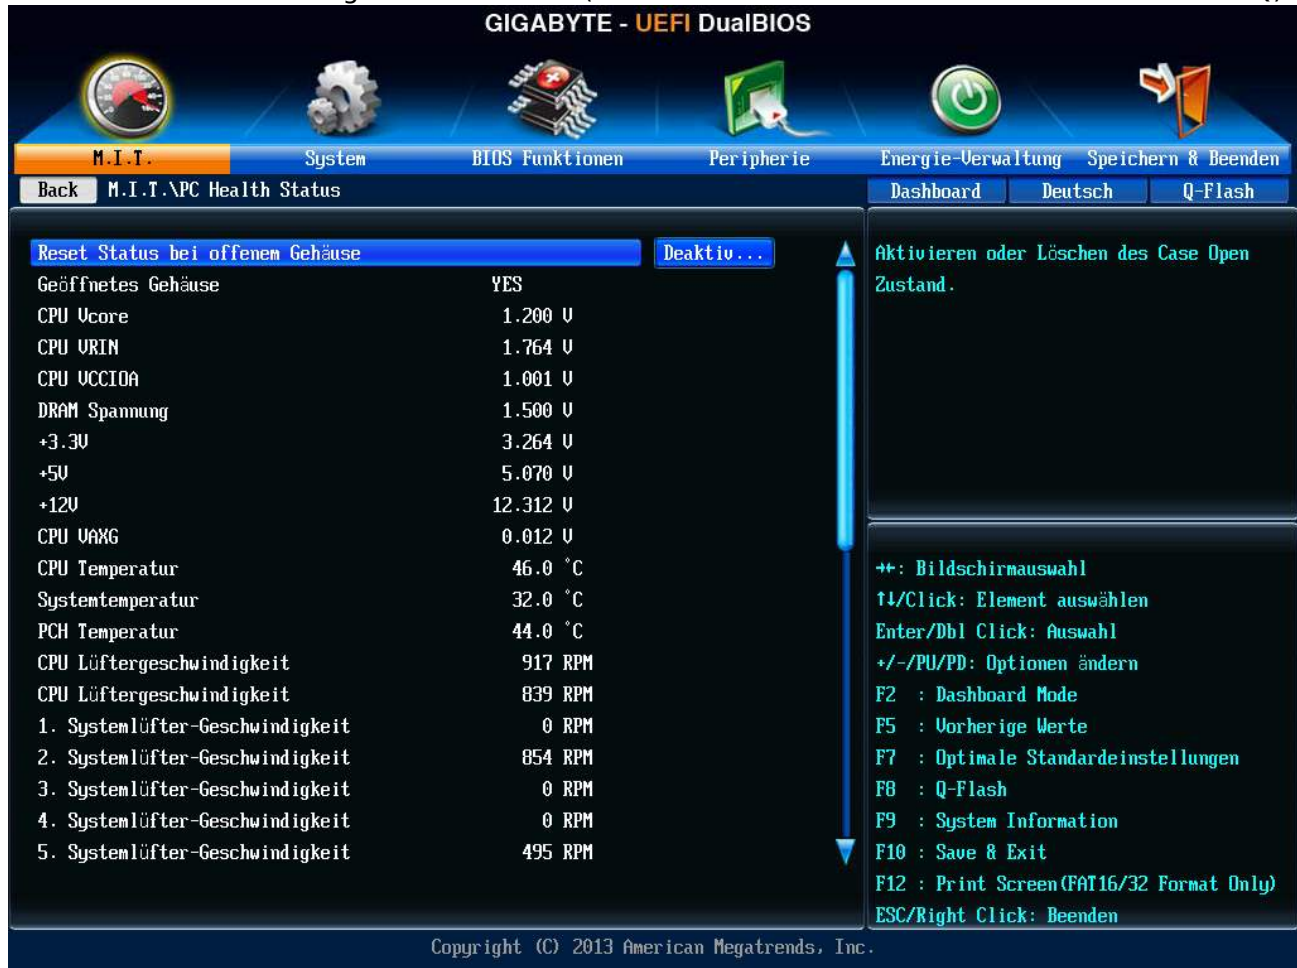 GIGABYTE - UEFI DualBIOS
M.I.T. System BIOS Funktionen Peripherie Energie-Verwaltung Speichern & Beenden
Back M.I.T.\PC Health Status Dashboard Deutsch Q-Flash
Reset Status bei offenem Gehäuse Deaktiv...
Geöffnetes Gehäuse YES
CPU Vcore 1.200 V
CPU VRIN 1.764 V
CPU VCCIOA 1.001 V
DRAM Spannung 1.500 V
+3.3V 3.264 V
+5V 5.070 V
+12V 12.312 V
CPU VAXG 0.012 V
CPU Temperatur 46.0 °C
Systemtemperatur 32.0 °C
PCH Temperatur 44.0 °C
CPU Lüftergeschwindigkeit 917 RPM
CPU Lüftergeschwindigkeit 839 RPM
1. Systemlüfter-Geschwindigkeit 0 RPM
2. Systemlüfter-Geschwindigkeit 854 RPM
3. Systemlüfter-Geschwindigkeit 0 RPM
4. Systemlüfter-Geschwindigkeit 0 RPM
5. Systemlüfter-Geschwindigkeit 495 RPM
Aktivieren oder Löschen des Case Open
Zustand.
→←: Bildschirmauswahl
↑↓/Click: Element auswählen
Enter/Dbl Click: Auswahl
+/-/PU/PD: Optionen ändern
F2 : Dashboard Mode
F5 : Vorherige Werte
F7 : Optimale Standardeinstellungen
F8 : Q-Flash
F9 : System Information
F10 : Save & Exit
F12 : Print Screen(FAT16/32 Format Only)
ESC/Right Click: Beenden
Copyright (C) 2013 American Megatrends, Inc.